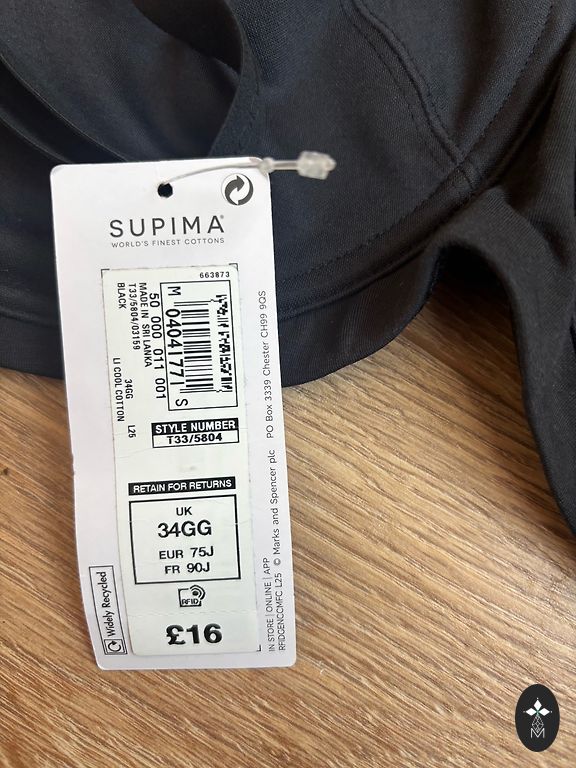 SUPIMA®
WORLD'S FINEST COTTONS
663873
M 04041771 S
50 000 011 001
MADE IN SRI LANKA
T33/5804/03159
BLACK
34GG L25
LI COOL COTTON
STYLE NUMBER
T33/5804
RETAIN FOR RETURNS
UK
34GG
EUR 75J
FR 90J
RFID
£16
Widely Recycled
IN STORE | ONLINE | APP
RFIDGENCCMFC L25 © Marks and Spencer plc PO Box 3339 Chester CH99 9QS
M